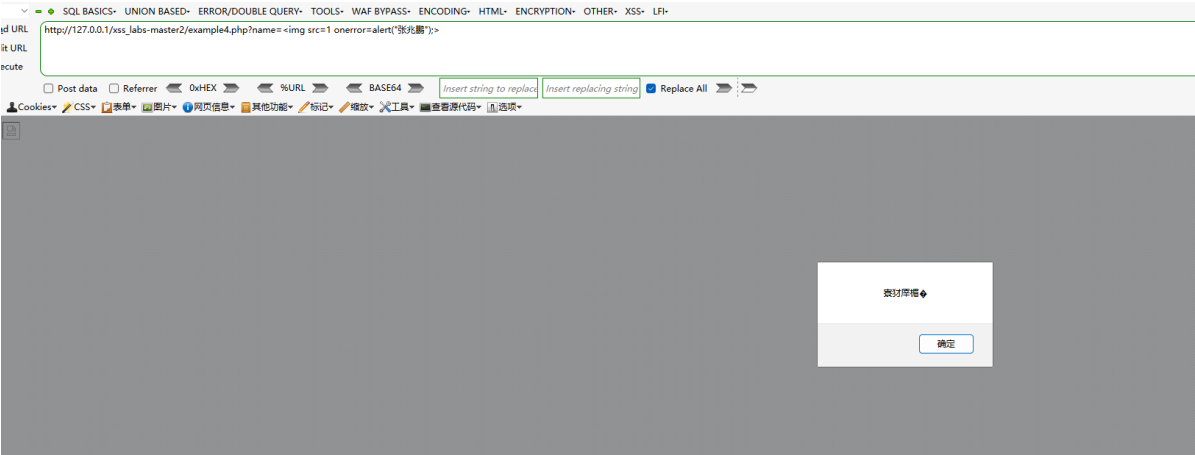 SQL BASICS UNION BASED ERROR/DOUBLE QUERY TOOLS WAF BYPASS ENCODING HTML ENCRYPTION OTHER XSS LFI
ad URL http://127.0.0.1/xss_labs-master2/example4.php?name=<img src=1 onerror=alert("张兆鹏");>
lit URL
ecute
Post data Referrer 0xHEX %URL BASE64 Insert string to replace Insert replacing string Replace All
Cookies CSS 表单 图片 网页信息 其他功能 标记 缩放 工具 查看源代码 选项
确定